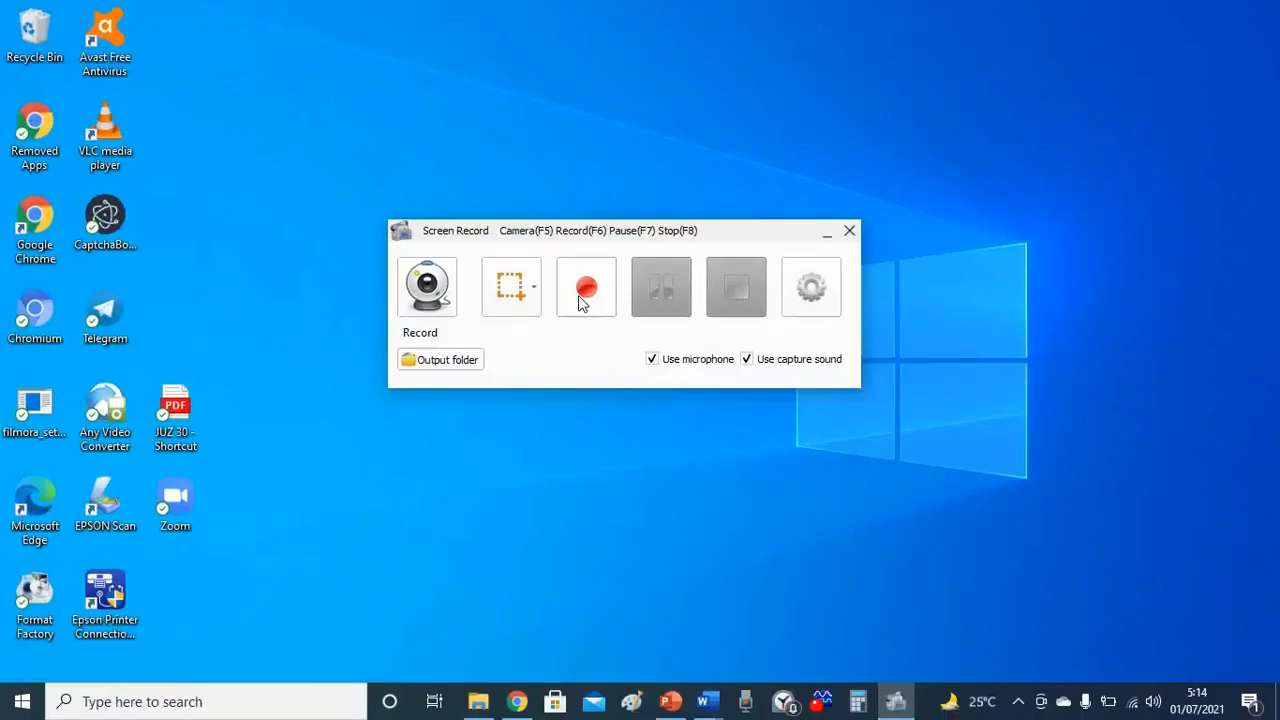 Recycle Bin
Avast Free
Antivirus
Removed
Apps
VLC media
player
Google
Chrome
CaptchaBo...
Chromium
Telegram
filmora_set...
Any Video
Converter
PDF
JUZ 30 -
Shortcut
Microsoft
Edge
EPSON Scan
Zoom
Format
Factory
Epson Printer
Connectio...
Screen Record Camera(F5) Record(F6) Pause(F7) Stop(F8)
Record
Output folder
Use microphone
Use capture sound
Type here to search
25°C
5:14
01/07/2021
1